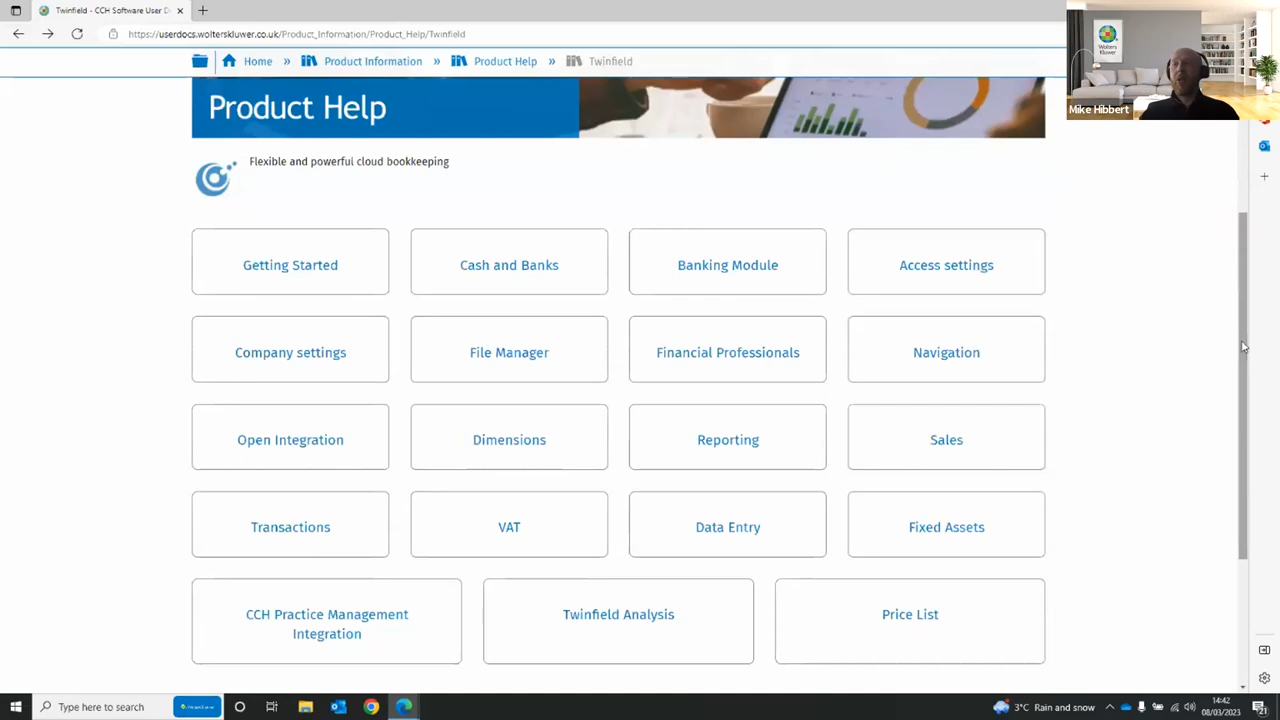 Twinfield - CCH Software User D
https://userdocs.wolterskluwer.co.uk/Product_Information/Product_Help/Twinfield
Wolters
Kluwer
Mike Hibbert
Home » Product Information » Product Help » Twinfield
Product Help
Flexible and powerful cloud bookkeeping
Getting Started
Cash and Banks
Banking Module
Access settings
Company settings
File Manager
Financial Professionals
Navigation
Open Integration
Dimensions
Reporting
Sales
Transactions
VAT
Data Entry
Fixed Assets
CCH Practice Management
Integration
Twinfield Analysis
Price List
Type here to search
3°C Rain and snow
14:42
08/03/2023
21